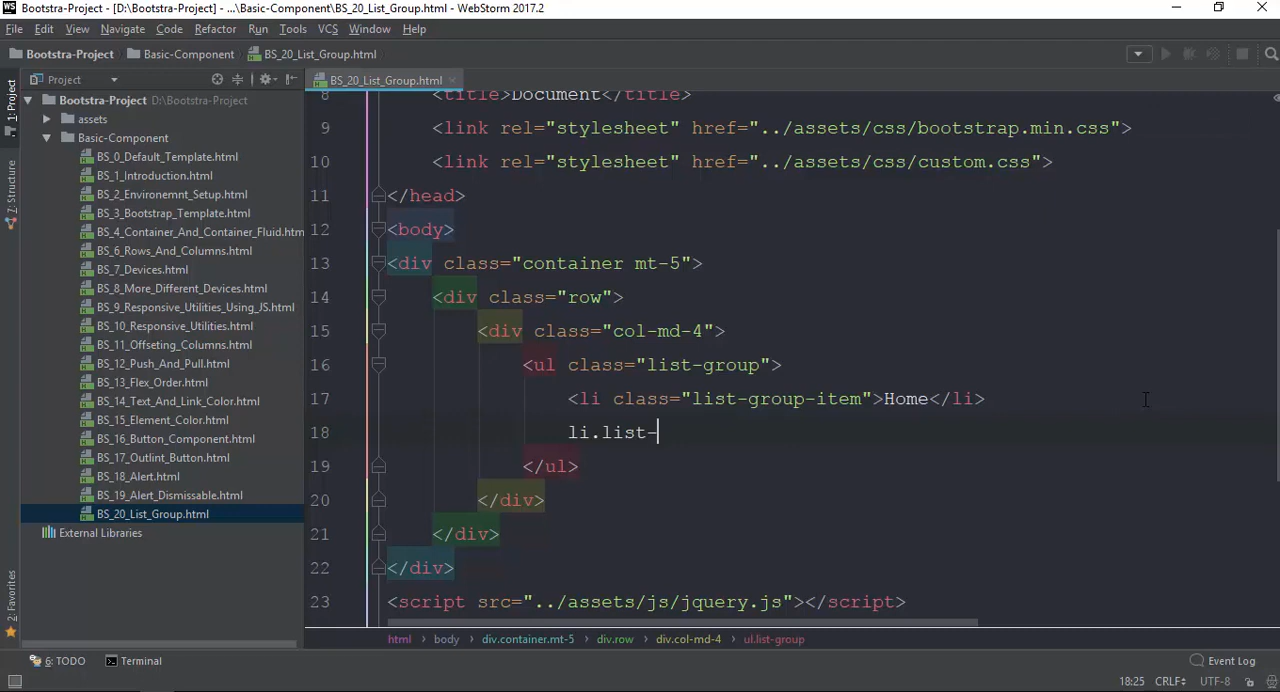 Bootstra-Project - [D:\Bootstra-Project] - ...\Basic-Component\BS_20_List_Group.html - WebStorm 2017.2
File Edit View Navigate Code Refactor Run Tools VCS Window Help
Bootstra-Project Basic-Component BS_20_List_Group.html
Project
BS_20_List_Group.html
1: Project
7: Structure
2: Favorites
Bootstra-Project D:\Bootstra-Project
assets
Basic-Component
BS_0_Default_Template.html
BS_1_Introduction.html
BS_2_Environemnt_Setup.html
BS_3_Bootstrap_Template.html
BS_4_Container_And_Container_Fluid.htm
BS_6_Rows_And_Columns.html
BS_7_Devices.html
BS_8_More_Different_Devices.html
BS_9_Responsive_Utilities_Using_JS.html
BS_10_Responsive_Utilities.html
BS_11_Offseting_Columns.html
BS_12_Push_And_Pull.html
BS_13_Flex_Order.html
BS_14_Text_And_Link_Color.html
BS_15_Element_Color.html
BS_16_Button_Component.html
BS_17_Outlint_Button.html
BS_18_Alert.html
BS_19_Alert_Dismissable.html
BS_20_List_Group.html
External Libraries
8 <title>Document</title>
9 <link rel="stylesheet" href="../assets/css/bootstrap.min.css">
10 <link rel="stylesheet" href="../assets/css/custom.css">
11 </head>
12 <body>
13 <div class="container mt-5">
14 <div class="row">
15 <div class="col-md-4">
16 <ul class="list-group">
17 <li class="list-group-item">Home</li>
18 li.list-
19 </ul>
20 </div>
21 </div>
22 </div>
23 <script src="../assets/js/jquery.js"></script>
html body div.container.mt-5 div.row div.col-md-4 ul.list-group
6: TODO Terminal Event Log
18:25 CRLF UTF-8